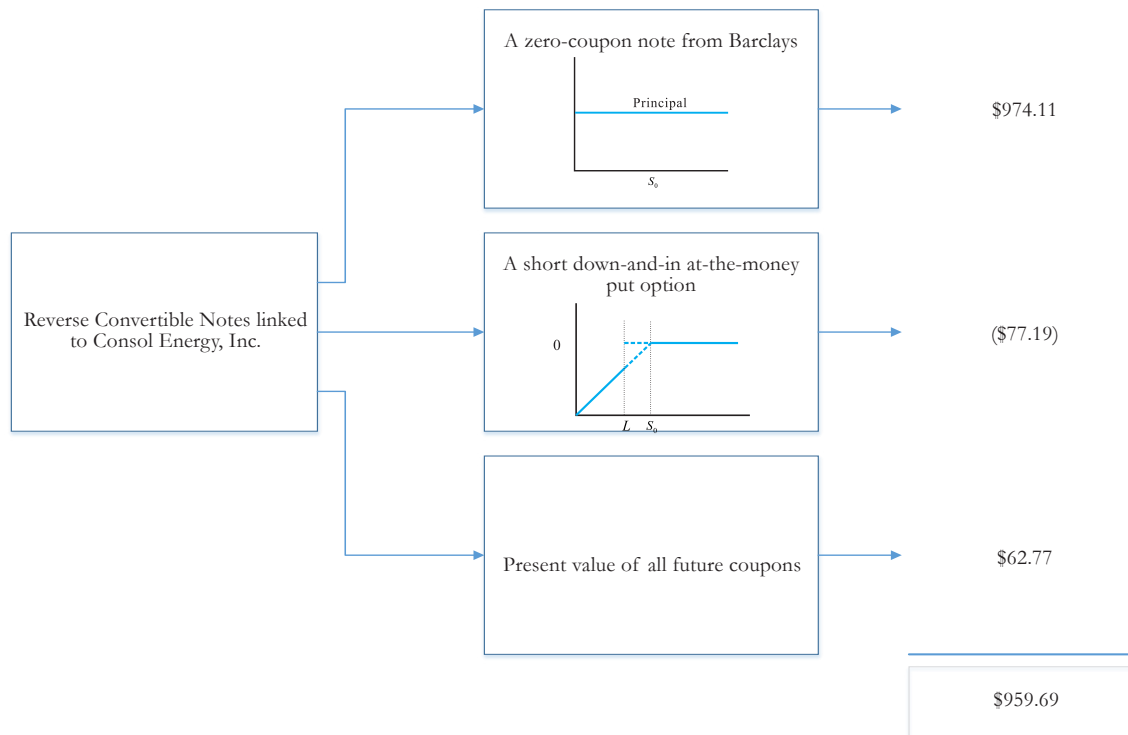 A zero-coupon note from Barclays
Principal
S₀
$974.11
Reverse Convertible Notes linked
to Consol Energy, Inc.
A short down-and-in at-the-money
put option
0
L S₀
($77.19)
Present value of all future coupons
$62.77
$959.69